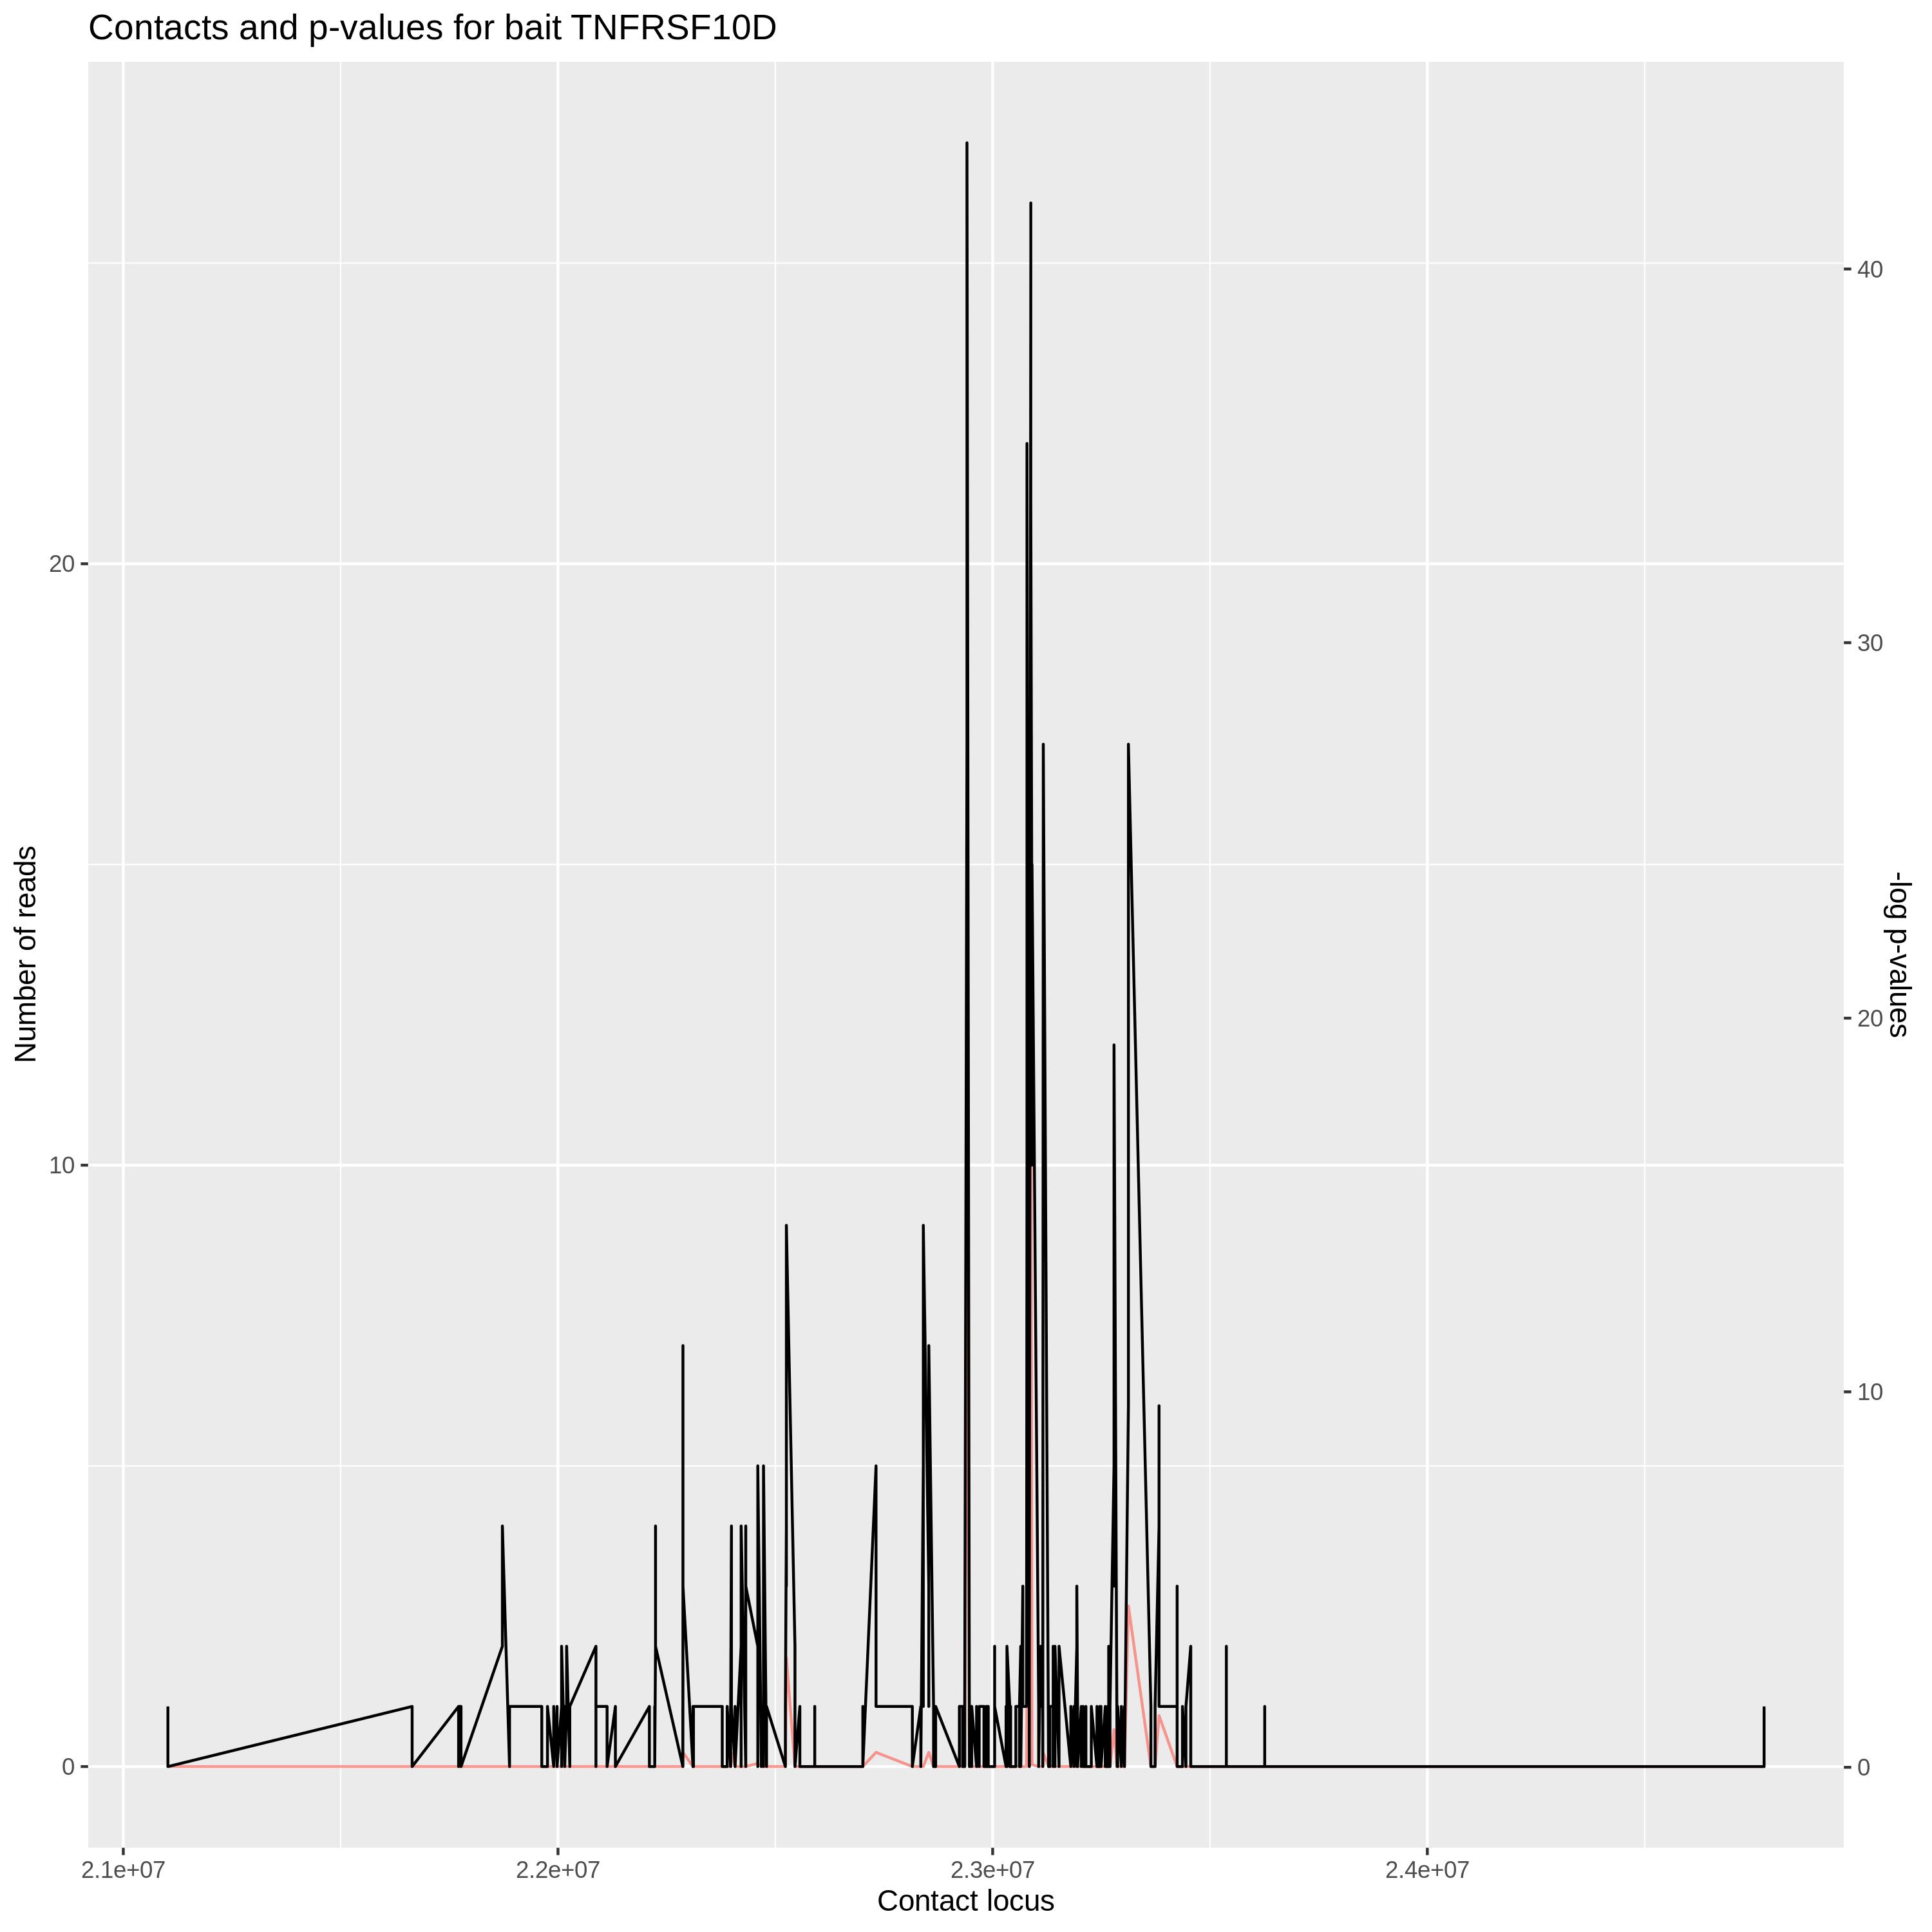 Contacts and p-values for bait TNFRSF10D
Number of reads
20
10
0
40
30
20
10
0
-log p-values
2.1e+07
2.2e+07
2.3e+07
2.4e+07
Contact locus